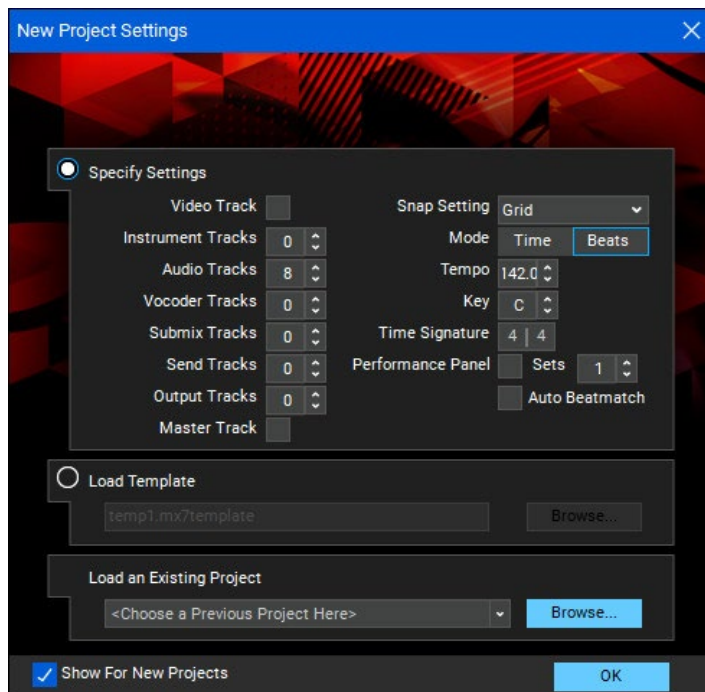 New Project Settings
Specify Settings
Video Track
Instrument Tracks 0
Audio Tracks 8
Vocoder Tracks 0
Submix Tracks 0
Send Tracks 0
Output Tracks 0
Master Track
Snap Setting Grid
Mode Time Beats
Tempo 142.0
Key C
Time Signature 4 | 4
Performance Panel Sets 1
Auto Beatmatch
Load Template
temp1.mx7template Browse...
Load an Existing Project
<Choose a Previous Project Here> Browse...
Show For New Projects OK